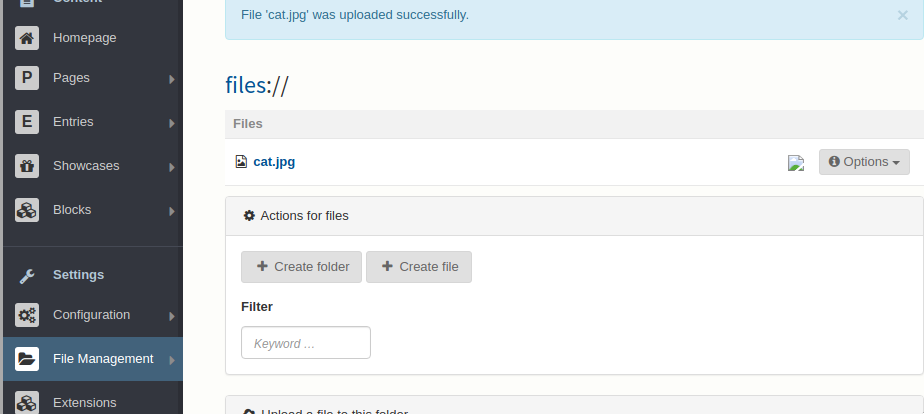 Content
File 'cat.jpg' was uploaded successfully.
×
Homepage
P Pages
E Entries
Showcases
Blocks
Settings
Configuration
File Management
Extensions
files://
Files
cat.jpg
Options
Actions for files
Create folder
Create file
Filter
Keyword …
Upload a file to this folder